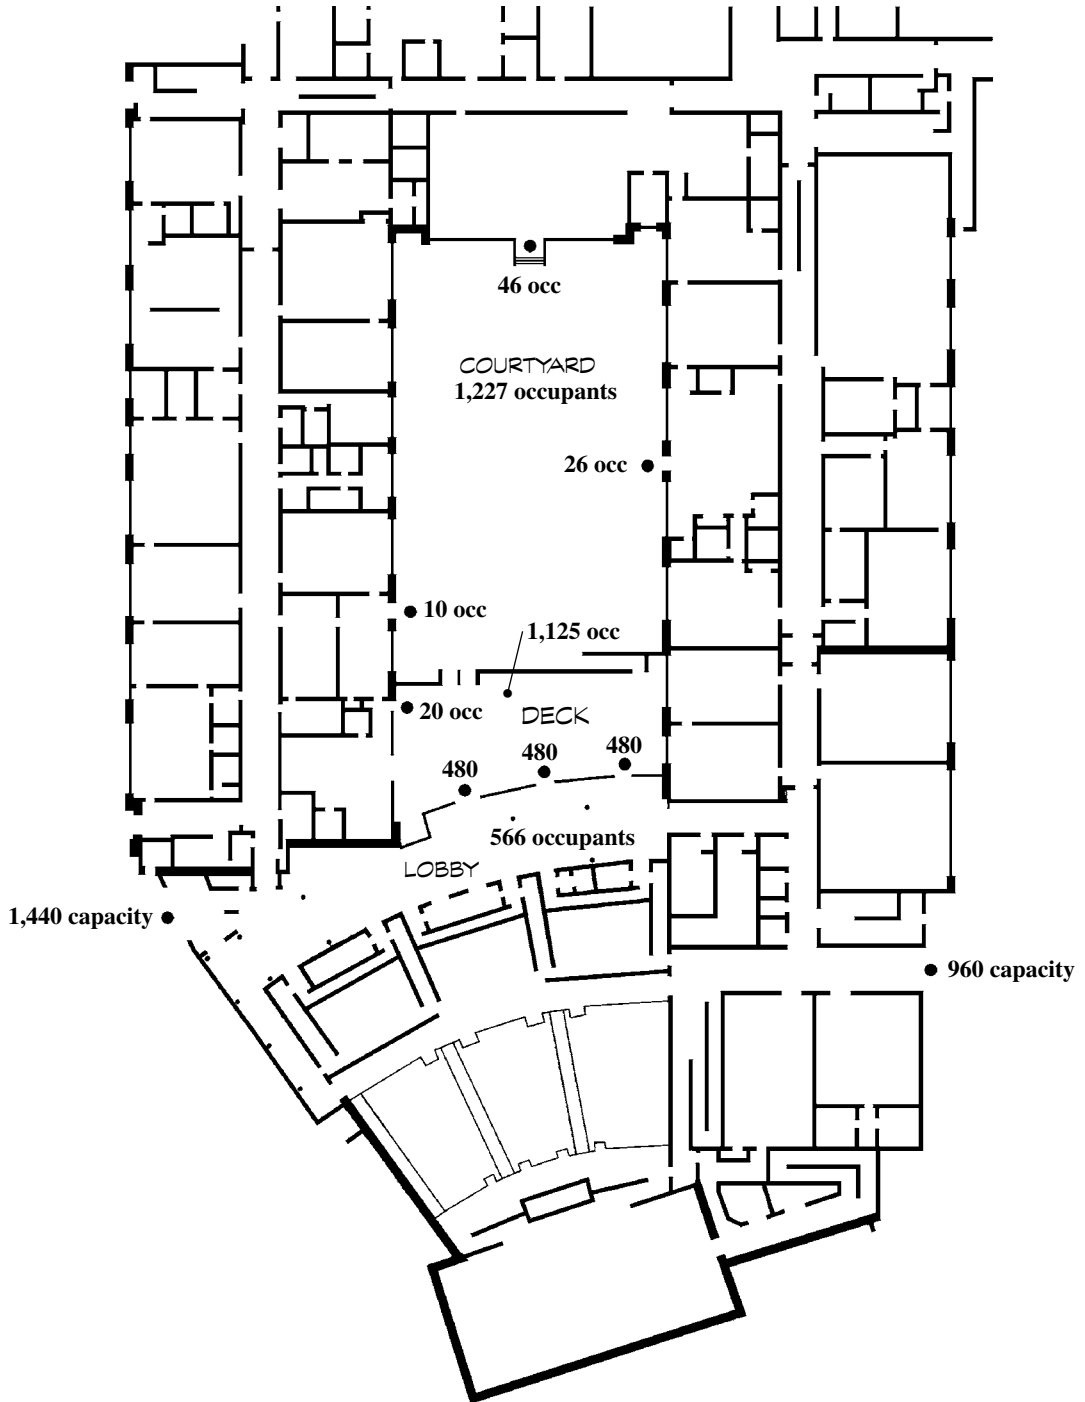 46 occ
COURTYARD
1,227 occupants
26 occ
10 occ
1,125 occ
20 occ
DECK
480
480
480
566 occupants
LOBBY
1,440 capacity
960 capacity